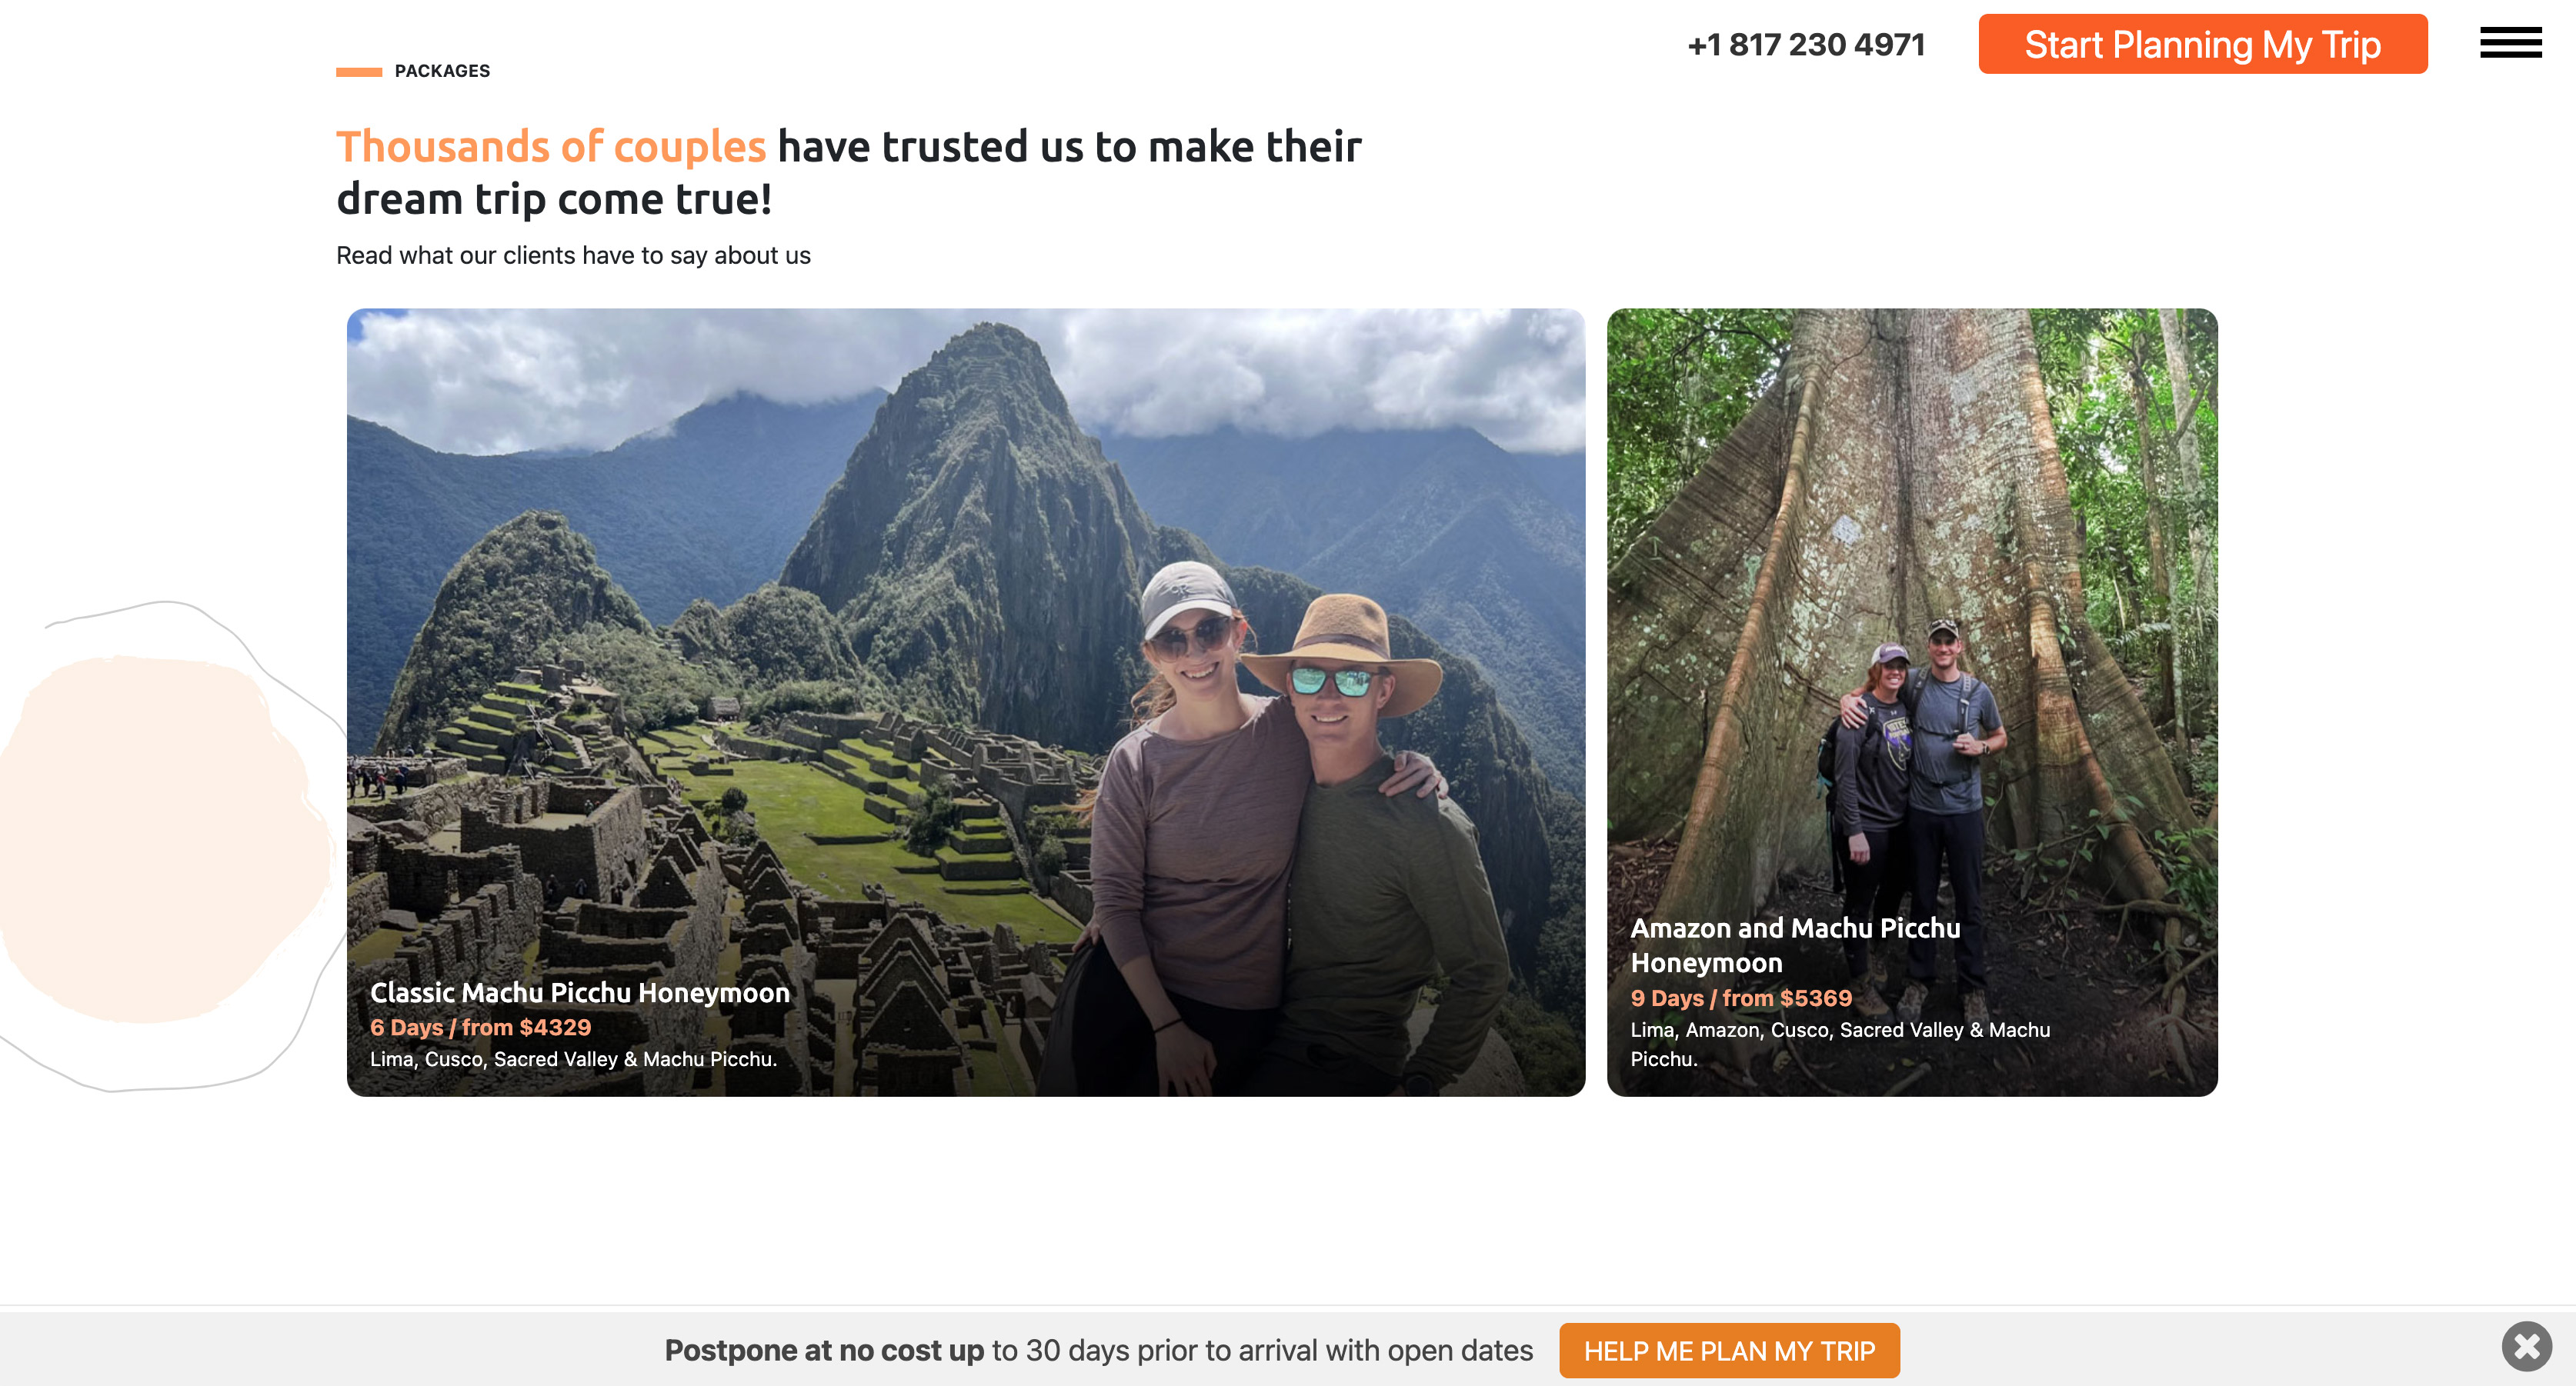 +1 817 230 4971
Start Planning My Trip
PACKAGES
Thousands of couples have trusted us to make their
dream trip come true!
Read what our clients have to say about us
Classic Machu Picchu Honeymoon
6 Days / from $4329
Lima, Cusco, Sacred Valley & Machu Picchu.
Amazon and Machu Picchu
Honeymoon
9 Days / from $5369
Lima, Amazon, Cusco, Sacred Valley & Machu
Picchu.
Postpone at no cost up to 30 days prior to arrival with open dates
HELP ME PLAN MY TRIP